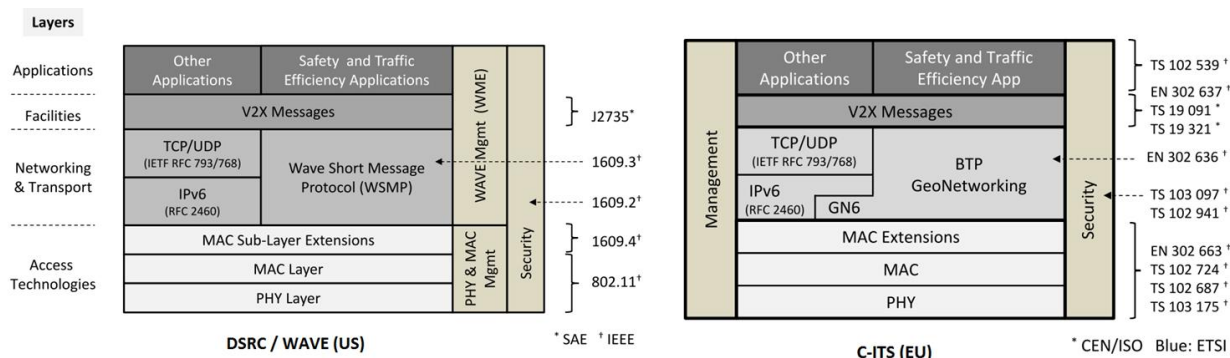 Layers
Applications
Facilities
Networking
& Transport
Access
Technologies
Other
Applications
Safety and Traffic
Efficiency Applications
V2X Messages
TCP/UDP
(IETF RFC 793/768)
IPv6
(RFC 2460)
Wave Short Message
Protocol (WSMP)
MAC Sub-Layer Extensions
MAC Layer
PHY Layer
WAVE Mgmt (WME)
PHY & MAC
Mgmt
Security
J2735*
1609.3†
1609.2†
1609.4†
802.11†
DSRC / WAVE (US)
* SAE † IEEE
Management
Other
Applications
Safety and Traffic
Efficiency App
V2X Messages
TCP/UDP
(IETF RFC 793/768)
IPv6
(RFC 2460)
GN6
BTP
GeoNetworking
MAC Extensions
MAC
PHY
Security
TS 102 539 †
EN 302 637 †
TS 19 091 *
TS 19 321 *
EN 302 636 †
TS 103 097 †
TS 102 941 †
EN 302 663 †
TS 102 724 †
TS 102 687 †
TS 103 175 †
C-ITS (EU)
* CEN/ISO Blue: ETSI